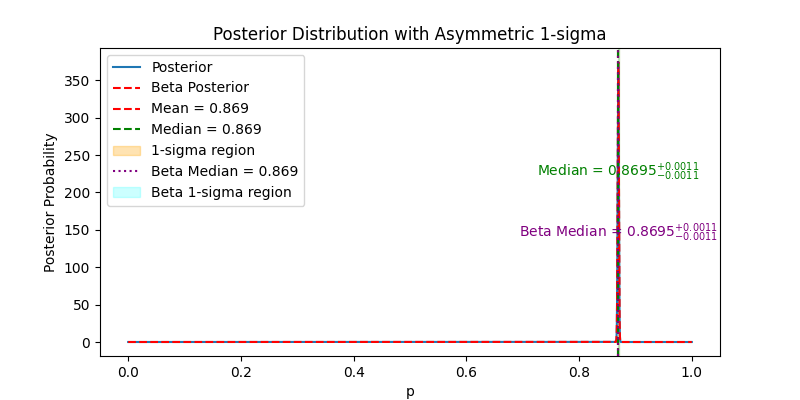 Posterior Distribution with Asymmetric 1-sigma
Posterior Probability
350
300
250
200
150
100
50
0
Posterior
Beta Posterior
Mean = 0.869
Median = 0.869
1-sigma region
Beta Median = 0.869
Beta 1-sigma region
Median = 0.8695+0.0011
−0.0011
Beta Median = 0.8695+0.0011
−0.0011
0.0 0.2 0.4 0.6 0.8 1.0
p